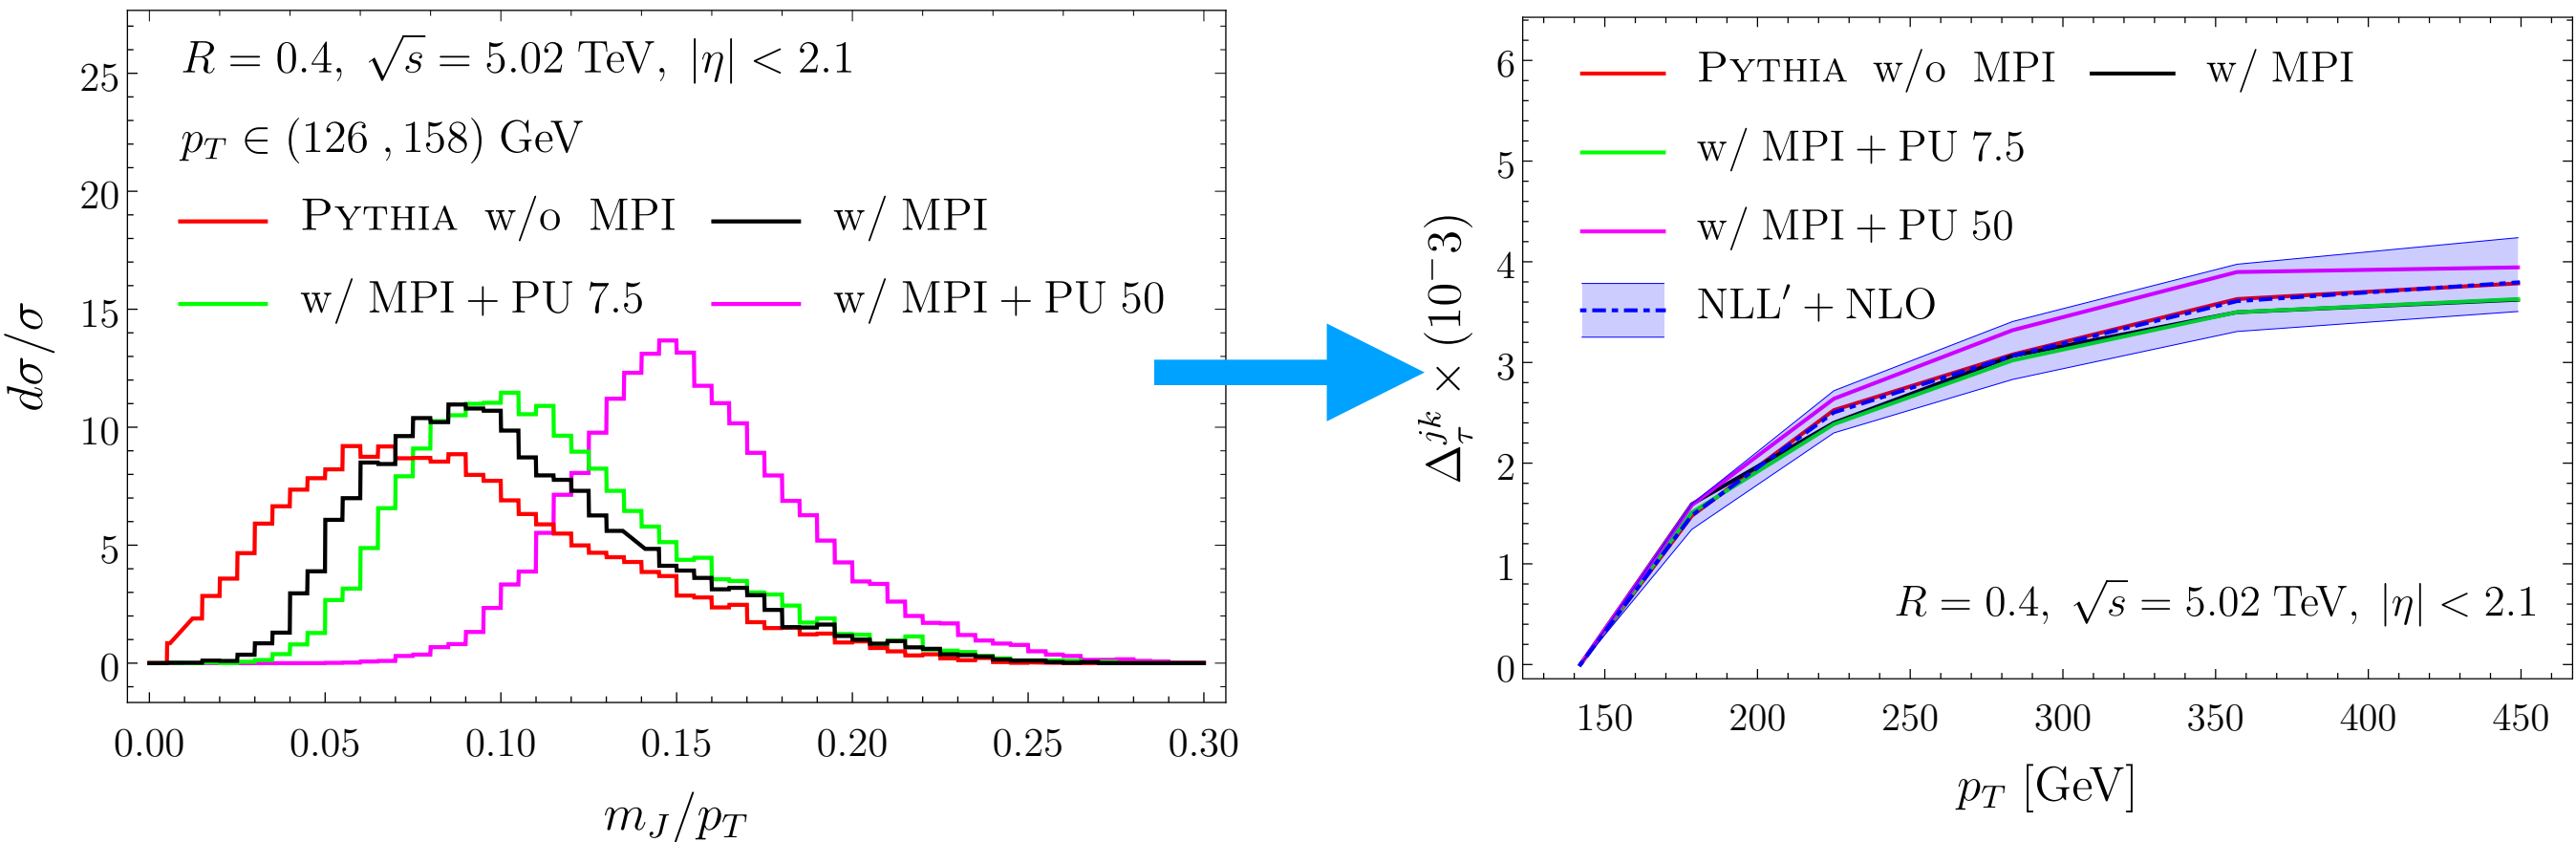 R = 0.4, √s = 5.02 TeV, |η| < 2.1
p_T ∈ (126 , 158) GeV
PYTHIA w/o MPI
w/ MPI
w/ MPI + PU 7.5
w/ MPI + PU 50
dσ/σ
25
20
15
10
5
0
0.00 0.05 0.10 0.15 0.20 0.25 0.30
m_J/p_T
PYTHIA w/o MPI
w/ MPI
w/ MPI + PU 7.5
w/ MPI + PU 50
NLL′ + NLO
R = 0.4, √s = 5.02 TeV, |η| < 2.1
Δ_τ^{jk} × (10^−3)
6
5
4
3
2
1
0
150 200 250 300 350 400 450
p_T [GeV]